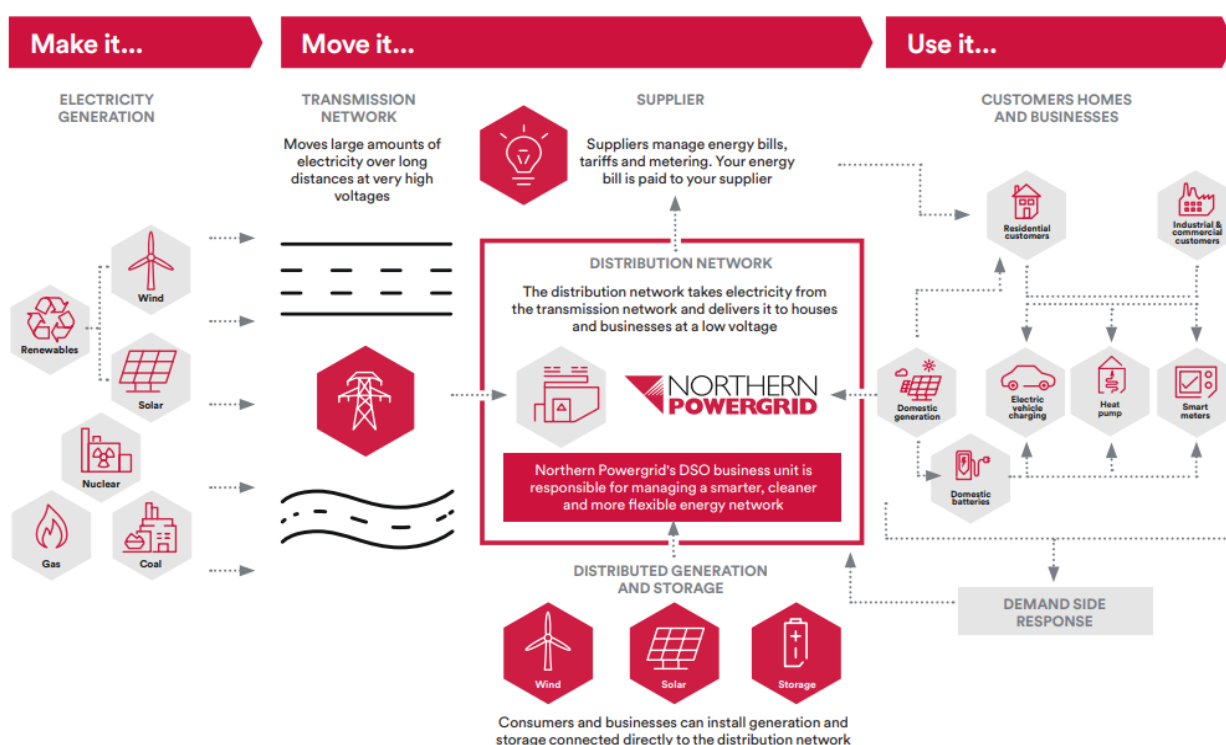 Make it...
Move it...
Use it...
ELECTRICITY
GENERATION
TRANSMISSION
NETWORK
Moves large amounts of
electricity over long
distances at very high
voltages
SUPPLIER
Suppliers manage energy bills,
tariffs and metering. Your energy
bill is paid to your supplier
CUSTOMERS HOMES
AND BUSINESSES
Renewables
Wind
Solar
Nuclear
Gas
Coal
DISTRIBUTION NETWORK
The distribution network takes electricity from
the transmission network and delivers it to houses
and businesses at a low voltage
NORTHERN
POWERGRID
Northern Powergrid's DSO business unit is
responsible for managing a smarter, cleaner
and more flexible energy network
DISTRIBUTED GENERATION
AND STORAGE
Wind
Solar
Storage
Consumers and businesses can install generation and
storage connected directly to the distribution network
Residential
customers
Industrial &
commercial
customers
Domestic
generation
Electric
vehicle
charging
Heat
pump
Smart
meters
Domestic
batteries
DEMAND SIDE
RESPONSE